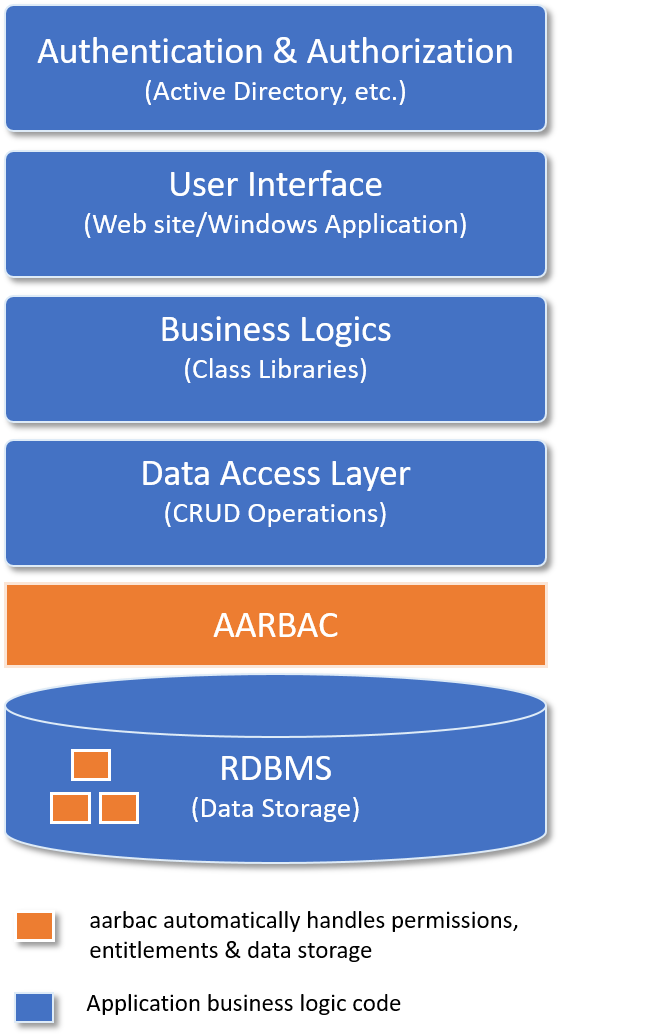 Authentication & Authorization
(Active Directory, etc.)
User Interface
(Web site/Windows Application)
Business Logics
(Class Libraries)
Data Access Layer
(CRUD Operations)
AARBAC
RDBMS
(Data Storage)
aarbac automatically handles permissions,
entitlements & data storage
Application business logic code